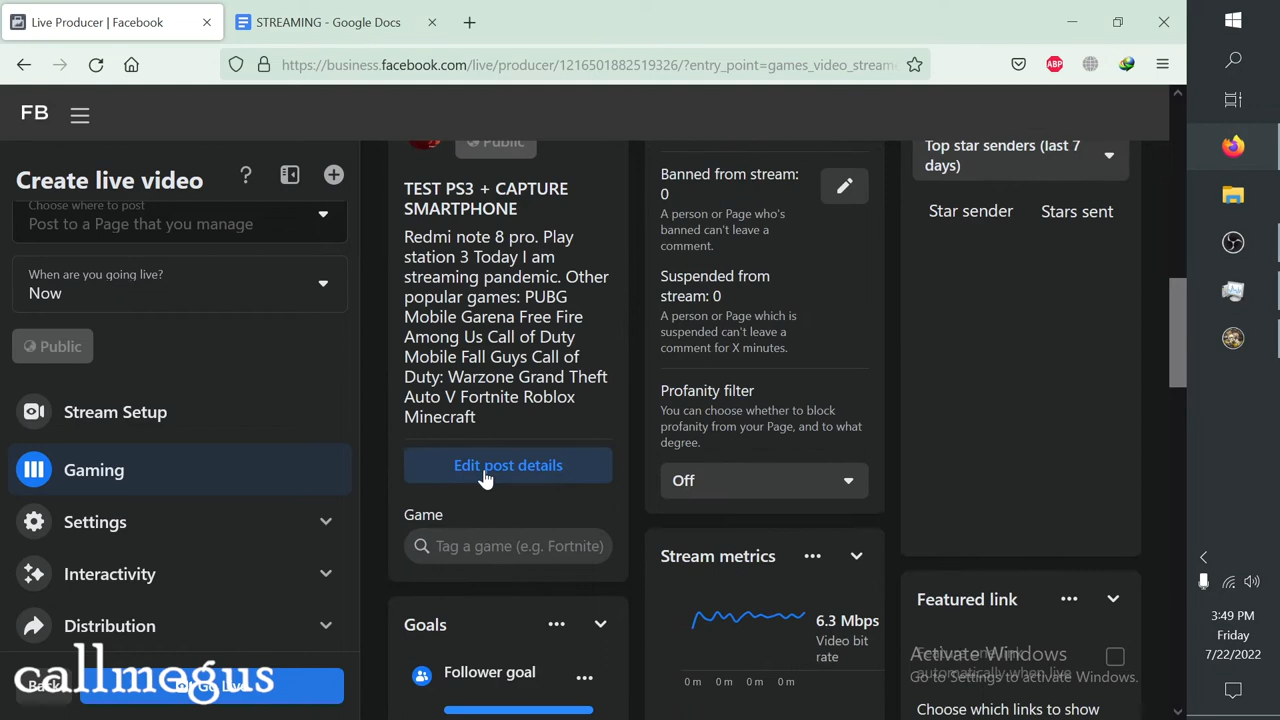 Live Producer | Facebook
STREAMING - Google Docs
https://business.facebook.com/live/producer/1216501882519326/?entry_point=games_video_stream
ABP
FB
Create live video
?
Choose where to post
Post to a Page that you manage
When are you going live?
Now
Public
Stream Setup
Gaming
Settings
Interactivity
Distribution
callmegus
Public
TEST PS3 + CAPTURE
SMARTPHONE
Redmi note 8 pro. Play
station 3 Today I am
streaming pandemic. Other
popular games: PUBG
Mobile Garena Free Fire
Among Us Call of Duty
Mobile Fall Guys Call of
Duty: Warzone Grand Theft
Auto V Fortnite Roblox
Minecraft
Edit post details
Game
Tag a game (e.g. Fortnite)
Goals
Follower goal
Banned from stream:
0
A person or Page who's
banned can't leave a
comment.
Suspended from
stream: 0
A person or Page which is
suspended can't leave a
comment for X minutes.
Profanity filter
You can choose whether to block
profanity from your Page, and to what
degree.
Off
Stream metrics
6.3 Mbps
Video bit
rate
0 m 0 m 0 m 0 m
Top star senders (last 7
days)
Star sender Stars sent
Featured link
Activate Windows
Go to Settings to activate Windows.
automatically when live
Choose which links to show
3:49 PM
Friday
7/22/2022